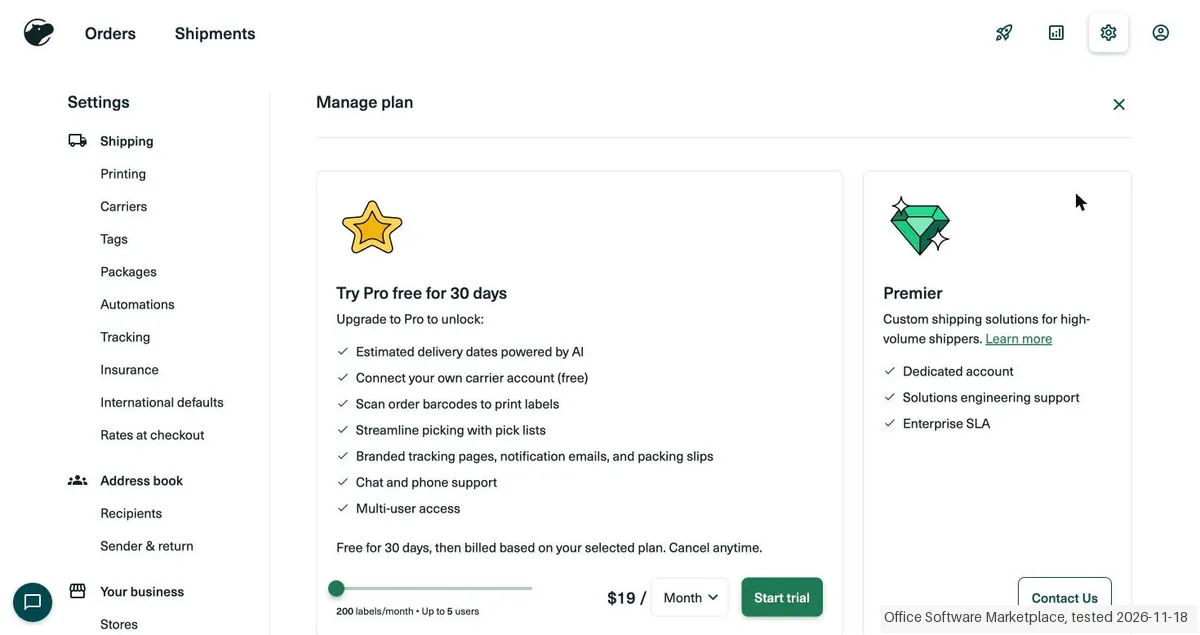 Orders
Shipments
Settings
Shipping
Printing
Carriers
Tags
Packages
Automations
Tracking
Insurance
International defaults
Rates at checkout
Address book
Recipients
Sender & return
Your business
Stores
Manage plan
Try Pro free for 30 days
Upgrade to Pro to unlock:
Estimated delivery dates powered by AI
Connect your own carrier account (free)
Scan order barcodes to print labels
Streamline picking with pick lists
Branded tracking pages, notification emails, and packing slips
Chat and phone support
Multi-user access
Free for 30 days, then billed based on your selected plan. Cancel anytime.
200 labels/month • Up to 5 users
$19 / Month
Start trial
Premier
Custom shipping solutions for high-
volume shippers. Learn more
Dedicated account
Solutions engineering support
Enterprise SLA
Contact Us
Office Software Marketplace, tested 2026-11-18